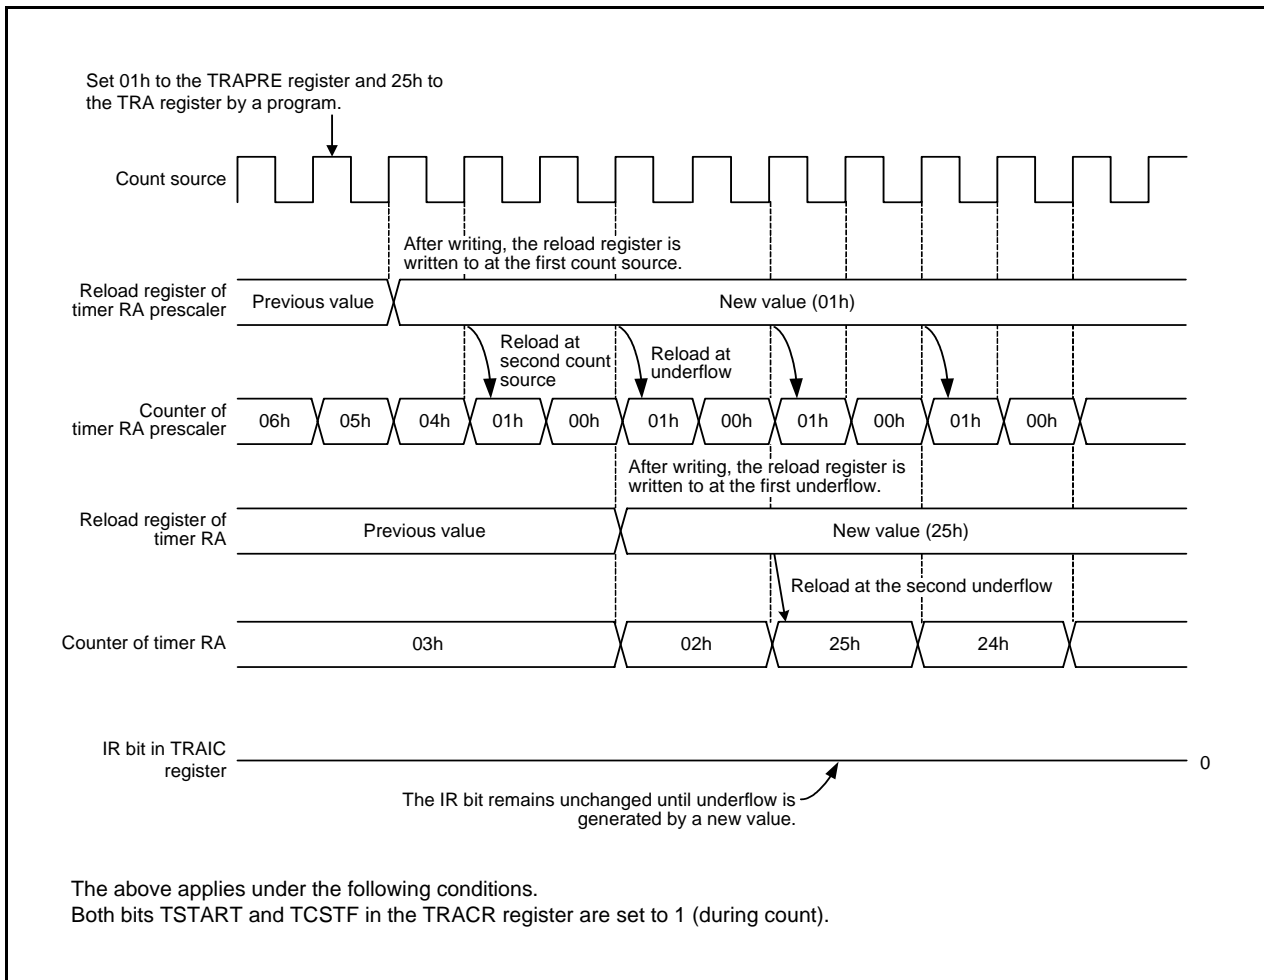 Set 01h to the TRAPRE register and 25h to
the TRA register by a program.
Count source
After writing, the reload register is
written to at the first count source.
Reload register of
timer RA prescaler
Previous value
New value (01h)
Reload at
second count
source
Reload at
underflow
Counter of
timer RA prescaler
06h 05h 04h 01h 00h 01h 00h 01h 00h 01h 00h
After writing, the reload register is
written to at the first underflow.
Reload register of
timer RA
Previous value
New value (25h)
Reload at the second underflow
Counter of timer RA
03h 02h 25h 24h
IR bit in TRAIC
register
0
The IR bit remains unchanged until underflow is
generated by a new value.
The above applies under the following conditions.
Both bits TSTART and TCSTF in the TRACR register are set to 1 (during count).